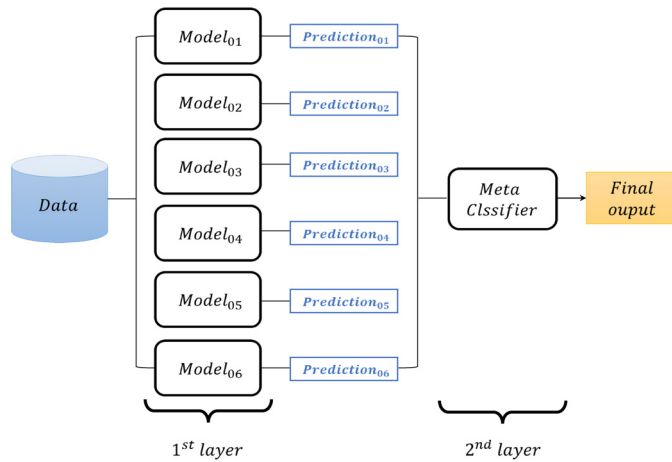 Data
Model₀₁
Prediction₀₁
Model₀₂
Prediction₀₂
Model₀₃
Prediction₀₃
Model₀₄
Prediction₀₄
Model₀₅
Prediction₀₅
Model₀₆
Prediction₀₆
Meta
Clssifier
Final
ouput
1ˢᵗ layer
2ⁿᵈ layer